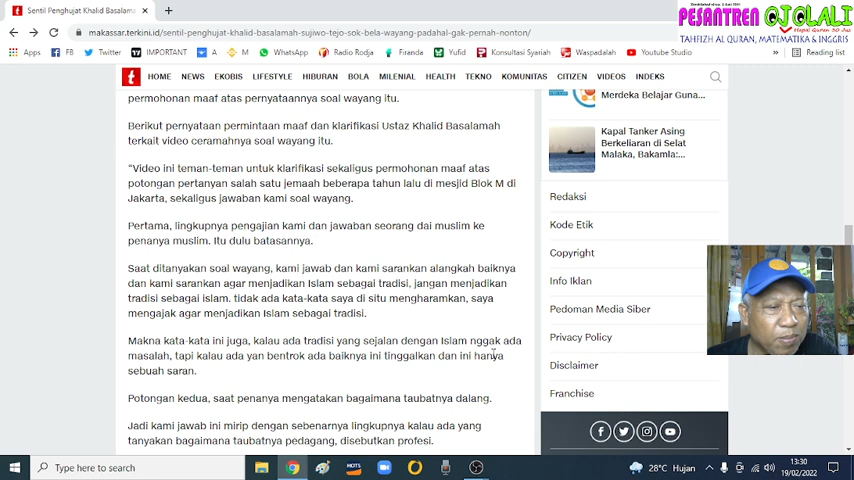 Sentil Penghujat Khalid Basalama
makassar.terkini.id/sentil-penghujat-khalid-basalamah-sujiwo-tejo-sok-bela-wayang-padahal-gak-pernah-nonton/
PESANTREN OJOLALI
Hapal Quran 30 Juz
TAHFIZH AL QURAN, MATEMATIKA & INGGRIS
Apps FB Twitter IMPORTANT A M WhatsApp Radio Rodja Firanda Yufid Konsultasi Syariah Waspadalah Youtube Studio Reading list
HOME NEWS EKOBIS LIFESTYLE HIBURAN BOLA MILENIAL HEALTH TEKNO KOMUNITAS CITIZEN VIDEOS INDEKS
permohonan maaf atas pernyataannya soal wayang itu.
Berikut pernyataan permintaan maaf dan klarifikasi Ustaz Khalid Basalamah
terkait video ceramahnya soal wayang itu.
“Video ini teman-teman untuk klarifikasi sekaligus permohonan maaf atas
potongan pertanyan salah satu jemaah beberapa tahun lalu di mesjid Blok M di
Jakarta, sekaligus jawaban kami soal wayang.
Pertama, lingkupnya pengajian kami dan jawaban seorang dai muslim ke
penanya muslim. Itu dulu batasannya.
Saat ditanyakan soal wayang, kami jawab dan kami sarankan alangkah baiknya
dan kami sarankan agar menjadikan Islam sebagai tradisi, jangan menjadikan
tradisi sebagai islam. tidak ada kata-kata saya di situ mengharamkan, saya
mengajak agar menjadikan Islam sebagai tradisi.
Makna kata-kata ini juga, kalau ada tradisi yang sejalan dengan Islam nggak ada
masalah, tapi kalau ada yan bentrok ada baiknya ini tinggalkan dan ini hanya
sebuah saran.
Potongan kedua, saat penanya mengatakan bagaimana taubatnya dalang.
Jadi kami jawab ini mirip dengan sebenarnya lingkupnya kalau ada yang
tanyakan bagaimana taubatnya pedagang, disebutkan profesi.
Merdeka Belajar Guna...
Kapal Tanker Asing
Berkeliaran di Selat
Malaka, Bakamla:...
Redaksi
Kode Etik
Copyright
Info Iklan
Pedoman Media Siber
Privacy Policy
Disclaimer
Franchise
Type here to search
HOTS
28°C Hujan
13:30
19/02/2022